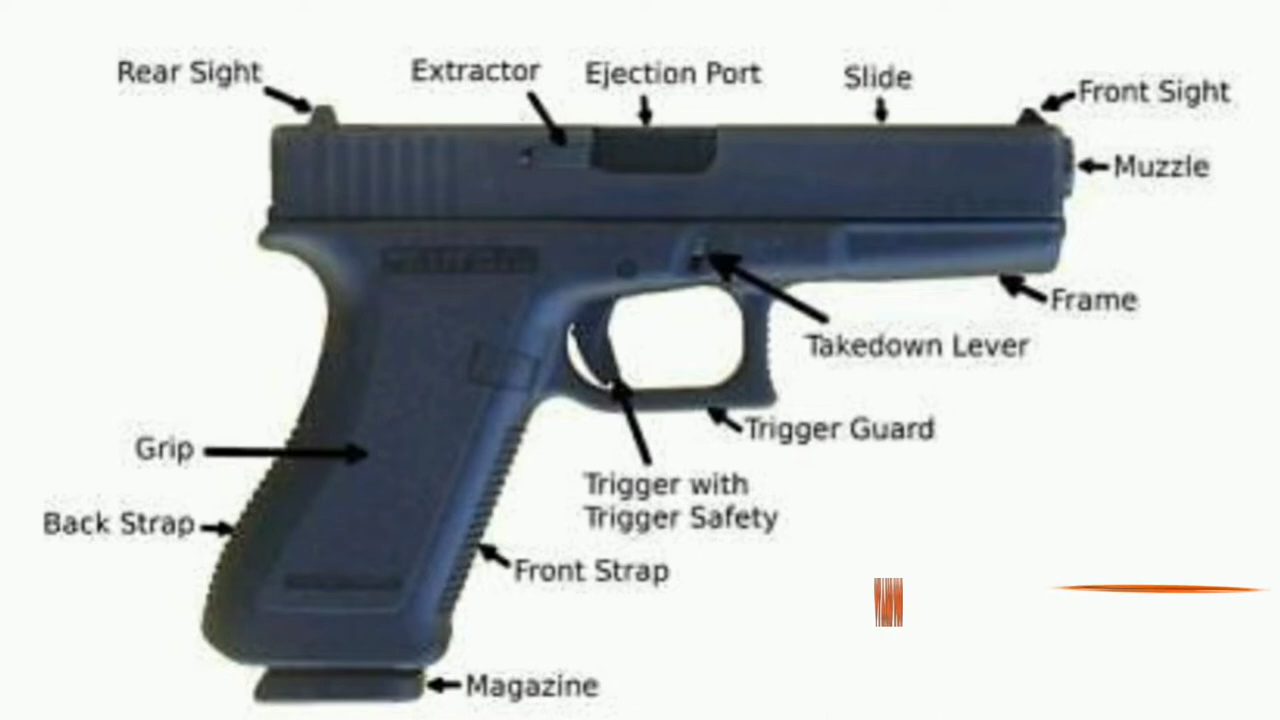 Rear Sight
Extractor
Ejection Port
Slide
Front Sight
Muzzle
Frame
Takedown Lever
Trigger Guard
Grip
Trigger with
Trigger Safety
Back Strap
Front Strap
Magazine